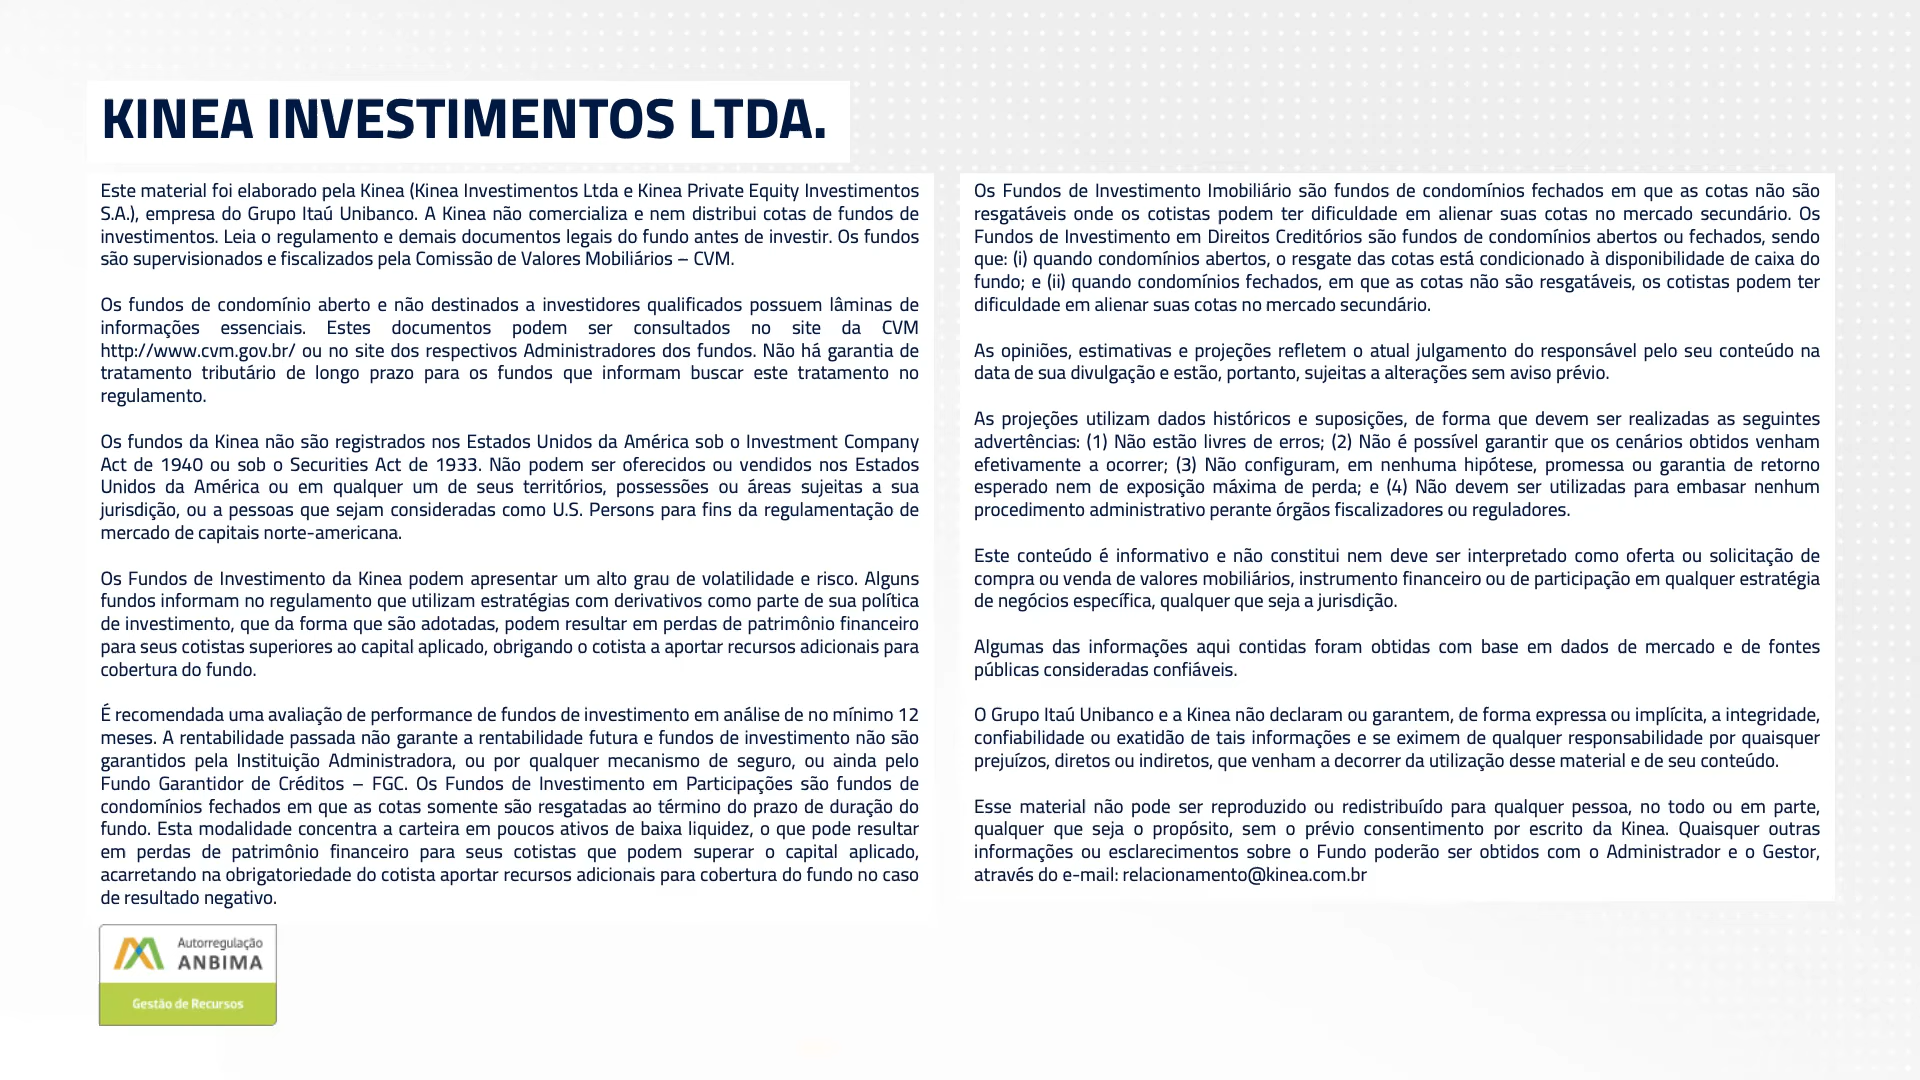 KINEA INVESTIMENTOS LTDA.
Este material foi elaborado pela Kinea (Kinea Investimentos Ltda e Kinea Private Equity Investimentos
S.A.), empresa do Grupo Itaú Unibanco. A Kinea não comercializa e nem distribui cotas de fundos de
investimentos. Leia o regulamento e demais documentos legais do fundo antes de investir. Os fundos
são supervisionados e fiscalizados pela Comissão de Valores Mobiliários – CVM.
Os fundos de condomínio aberto e não destinados a investidores qualificados possuem lâminas de
informações essenciais. Estes documentos podem ser consultados no site da CVM
http://www.cvm.gov.br/ ou no site dos respectivos Administradores dos fundos. Não há garantia de
tratamento tributário de longo prazo para os fundos que informam buscar este tratamento no
regulamento.
Os fundos da Kinea não são registrados nos Estados Unidos da América sob o Investment Company
Act de 1940 ou sob o Securities Act de 1933. Não podem ser oferecidos ou vendidos nos Estados
Unidos da América ou em qualquer um de seus territórios, possessões ou áreas sujeitas a sua
jurisdição, ou a pessoas que sejam consideradas como U.S. Persons para fins da regulamentação de
mercado de capitais norte-americana.
Os Fundos de Investimento da Kinea podem apresentar um alto grau de volatilidade e risco. Alguns
fundos informam no regulamento que utilizam estratégias com derivativos como parte de sua política
de investimento, que da forma que são adotadas, podem resultar em perdas de patrimônio financeiro
para seus cotistas superiores ao capital aplicado, obrigando o cotista a aportar recursos adicionais para
cobertura do fundo.
É recomendada uma avaliação de performance de fundos de investimento em análise de no mínimo 12
meses. A rentabilidade passada não garante a rentabilidade futura e fundos de investimento não são
garantidos pela Instituição Administradora, ou por qualquer mecanismo de seguro, ou ainda pelo
Fundo Garantidor de Créditos – FGC. Os Fundos de Investimento em Participações são fundos de
condomínios fechados em que as cotas somente são resgatadas ao término do prazo de duração do
fundo. Esta modalidade concentra a carteira em poucos ativos de baixa liquidez, o que pode resultar
em perdas de patrimônio financeiro para seus cotistas que podem superar o capital aplicado,
acarretando na obrigatoriedade do cotista aportar recursos adicionais para cobertura do fundo no caso
de resultado negativo.
Os Fundos de Investimento Imobiliário são fundos de condomínios fechados em que as cotas não são
resgatáveis onde os cotistas podem ter dificuldade em alienar suas cotas no mercado secundário. Os
Fundos de Investimento em Direitos Creditórios são fundos de condomínios abertos ou fechados, sendo
que: (i) quando condomínios abertos, o resgate das cotas está condicionado à disponibilidade de caixa do
fundo; e (ii) quando condomínios fechados, em que as cotas não são resgatáveis, os cotistas podem ter
dificuldade em alienar suas cotas no mercado secundário.
As opiniões, estimativas e projeções refletem o atual julgamento do responsável pelo seu conteúdo na
data de sua divulgação e estão, portanto, sujeitas a alterações sem aviso prévio.
As projeções utilizam dados históricos e suposições, de forma que devem ser realizadas as seguintes
advertências: (1) Não estão livres de erros; (2) Não é possível garantir que os cenários obtidos venham
efetivamente a ocorrer; (3) Não configuram, em nenhuma hipótese, promessa ou garantia de retorno
esperado nem de exposição máxima de perda; e (4) Não devem ser utilizadas para embasar nenhum
procedimento administrativo perante órgãos fiscalizadores ou reguladores.
Este conteúdo é informativo e não constitui nem deve ser interpretado como oferta ou solicitação de
compra ou venda de valores mobiliários, instrumento financeiro ou de participação em qualquer estratégia
de negócios específica, qualquer que seja a jurisdição.
Algumas das informações aqui contidas foram obtidas com base em dados de mercado e de fontes
públicas consideradas confiáveis.
O Grupo Itaú Unibanco e a Kinea não declaram ou garantem, de forma expressa ou implícita, a integridade,
confiabilidade ou exatidão de tais informações e se eximem de qualquer responsabilidade por quaisquer
prejuízos, diretos ou indiretos, que venham a decorrer da utilização desse material e de seu conteúdo.
Esse material não pode ser reproduzido ou redistribuído para qualquer pessoa, no todo ou em parte,
qualquer que seja o propósito, sem o prévio consentimento por escrito da Kinea. Quaisquer outras
informações ou esclarecimentos sobre o Fundo poderão ser obtidos com o Administrador e o Gestor,
através do e-mail: relacionamento@kinea.com.br
Autorregulação
ANBIMA
Gestão de Recursos